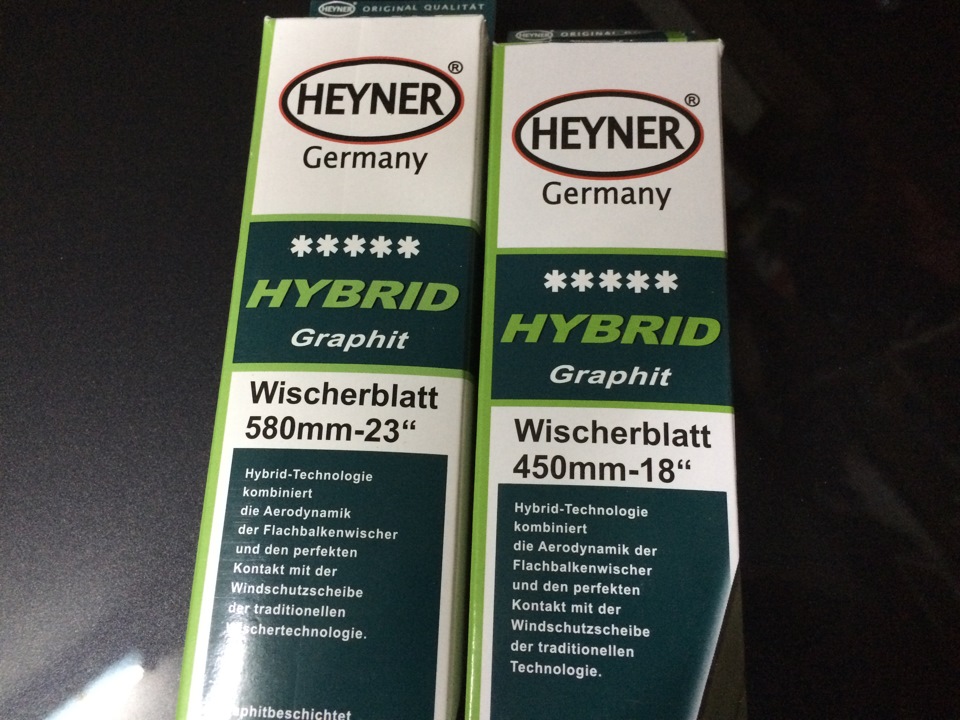 HEYNER ORIGINAL QUALITÄT
HEYNER®
Germany
*****
HYBRID
Graphit
Wischerblatt
580mm-23“
Hybrid-Technologie
kombiniert
die Aerodynamik
der Flachbalkenwischer
und den perfekten
Kontakt mit der
Windschutzscheibe
der traditionellen
Wischertechnologie.
HEYNER ORIGINAL
HEYNER®
Germany
*****
HYBRID
Graphit
Wischerblatt
450mm-18“
Hybrid-Technologie
kombiniert
die Aerodynamik der
Flachbalkenwischer
und den perfekten
Kontakt mit der
Windschutzscheibe
der traditionellen
Technologie.